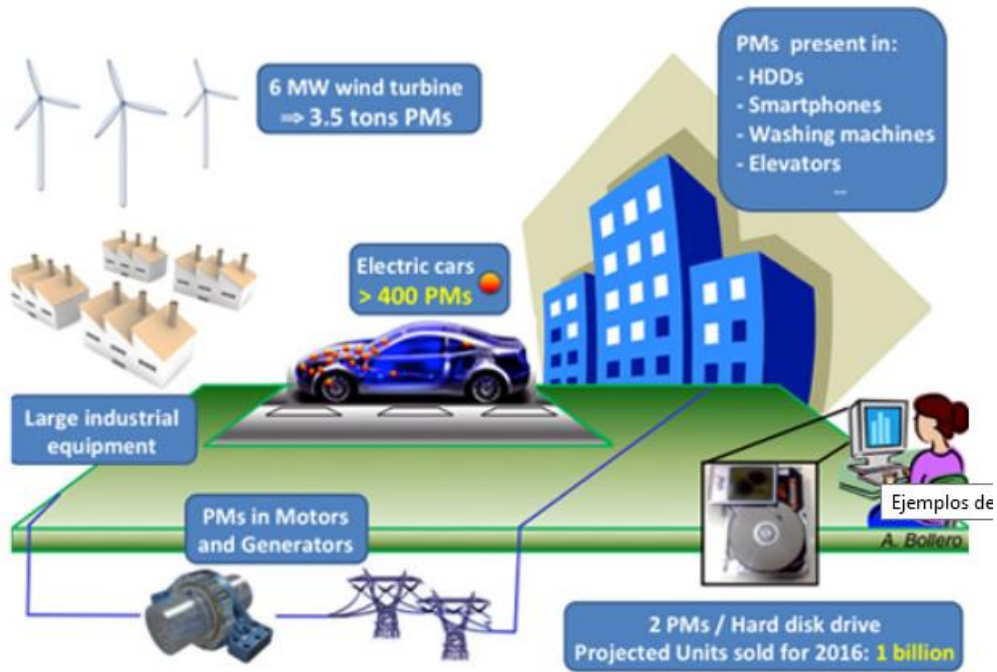 6 MW wind turbine
⇒ 3.5 tons PMs
PMs present in:
- HDDs
- Smartphones
- Washing machines
- Elevators
...
Electric cars
> 400 PMs
Large industrial
equipment
PMs in Motors
and Generators
Ejemplos de
A. Bollero
2 PMs / Hard disk drive
Projected Units sold for 2016: 1 billion